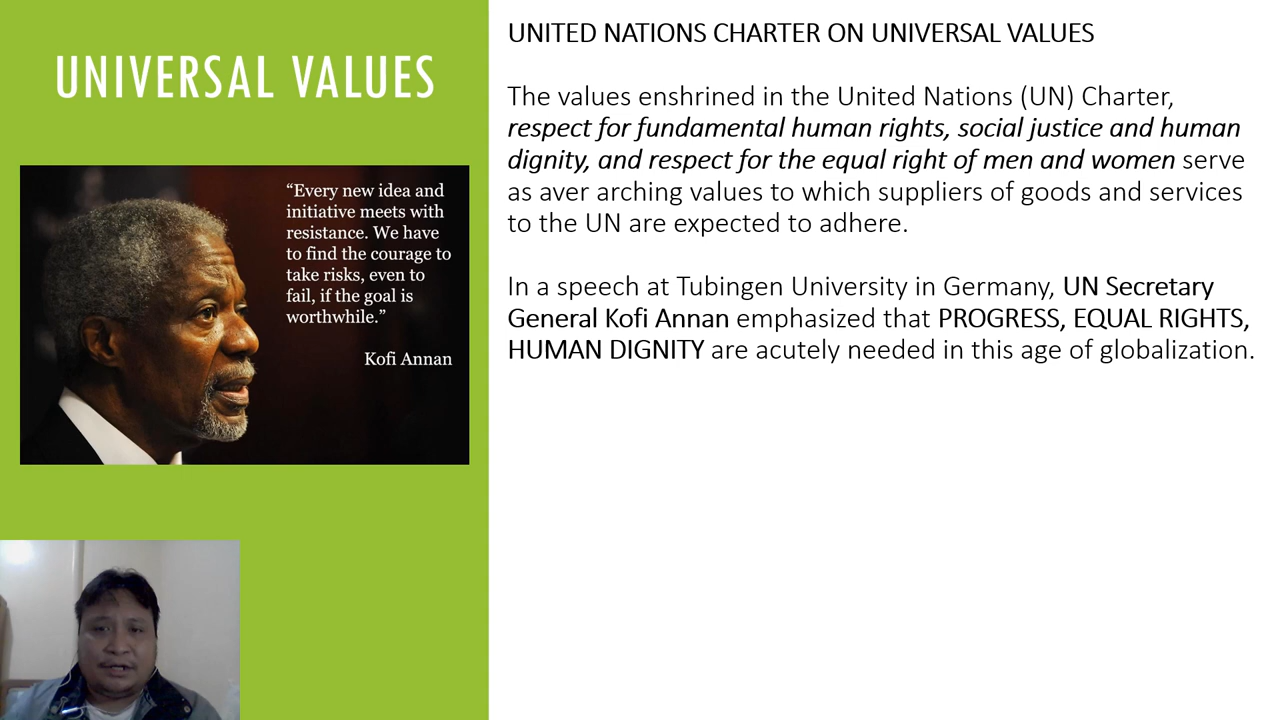 UNIVERSAL VALUES
“Every new idea and
initiative meets with
resistance. We have
to find the courage to
take risks, even to
fail, if the goal is
worthwhile.”
Kofi Annan
UNITED NATIONS CHARTER ON UNIVERSAL VALUES
The values enshrined in the United Nations (UN) Charter,
respect for fundamental human rights, social justice and human
dignity, and respect for the equal right of men and women serve
as aver arching values to which suppliers of goods and services
to the UN are expected to adhere.
In a speech at Tubingen University in Germany, UN Secretary
General Kofi Annan emphasized that PROGRESS, EQUAL RIGHTS,
HUMAN DIGNITY are acutely needed in this age of globalization.